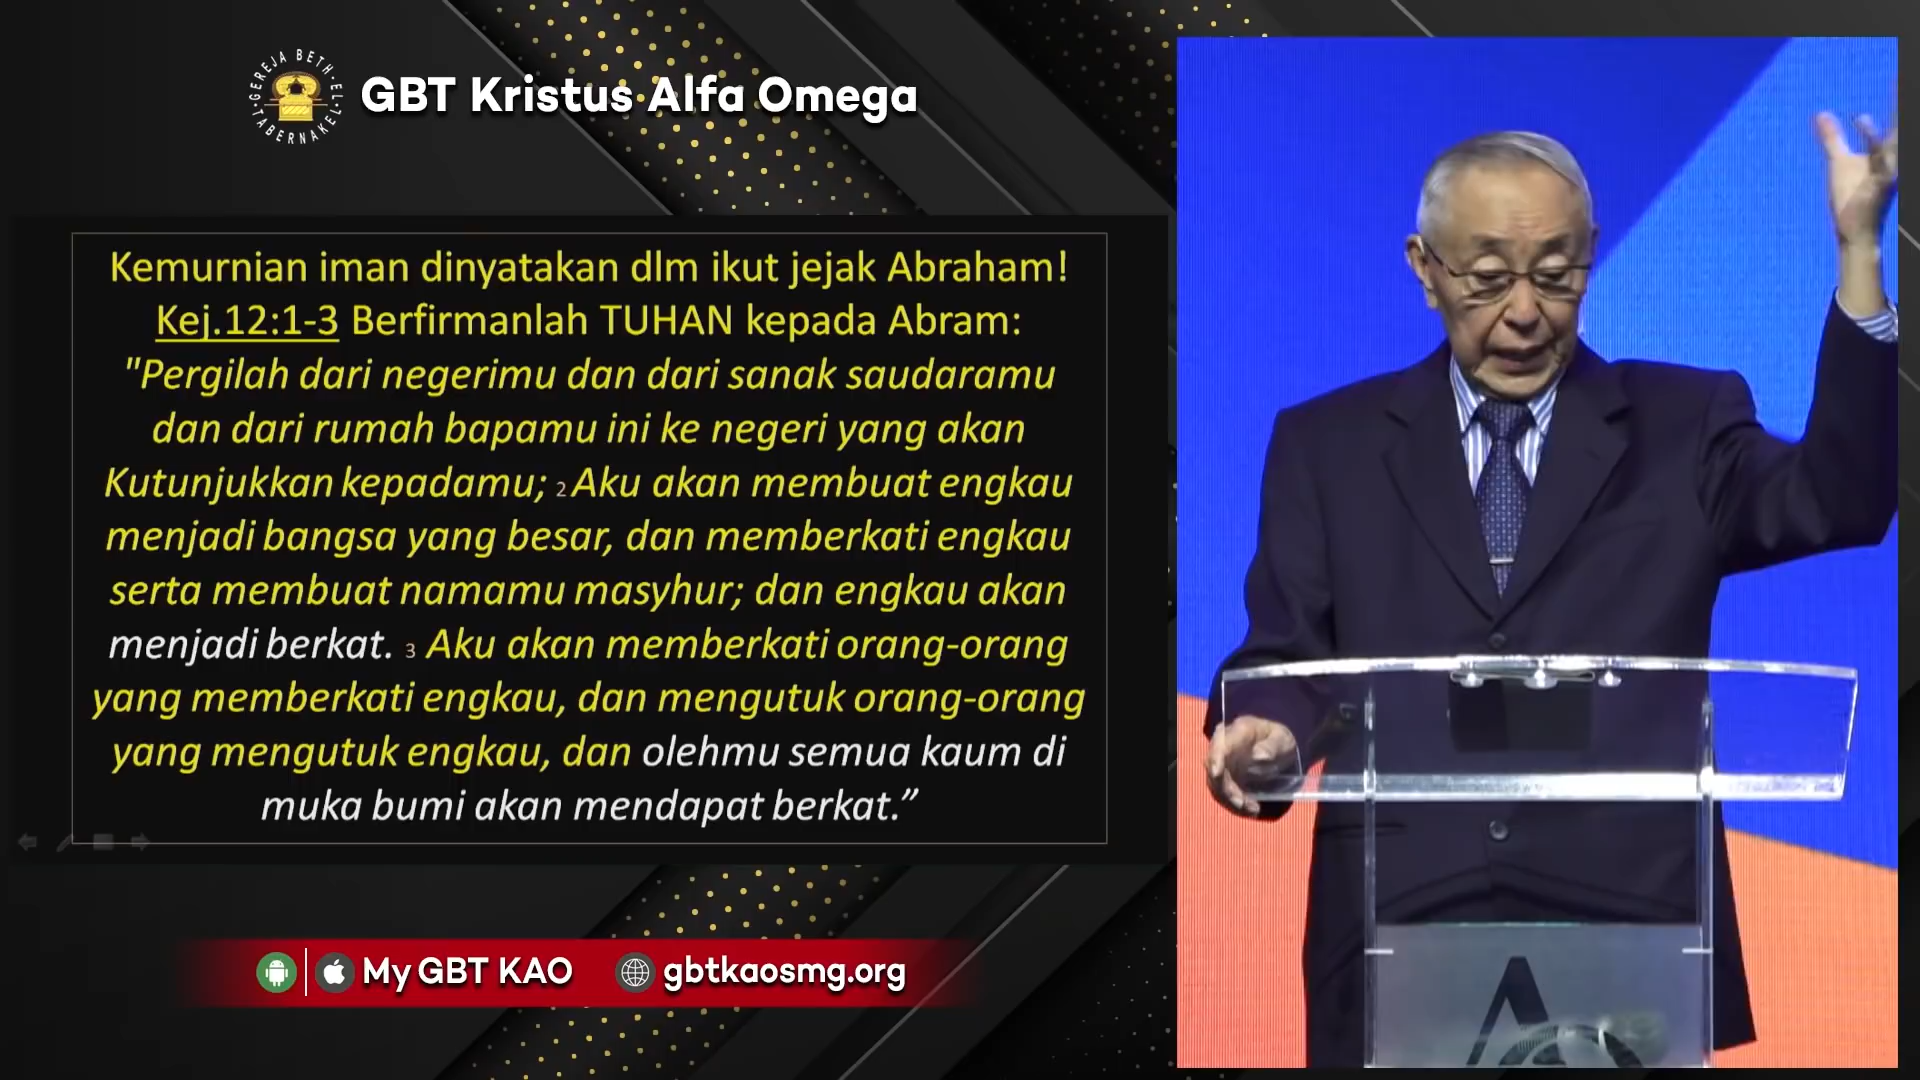 GEREJA BETH-EL TABERNAKEL
GBT Kristus Alfa Omega
Kemurnian iman dinyatakan dlm ikut jejak Abraham!
Kej.12:1-3 Berfirmanlah TUHAN kepada Abram:
"Pergilah dari negerimu dan dari sanak saudaramu
dan dari rumah bapamu ini ke negeri yang akan
Kutunjukkan kepadamu; 2 Aku akan membuat engkau
menjadi bangsa yang besar, dan memberkati engkau
serta membuat namamu masyhur; dan engkau akan
menjadi berkat. 3 Aku akan memberkati orang-orang
yang memberkati engkau, dan mengutuk orang-orang
yang mengutuk engkau, dan olehmu semua kaum di
muka bumi akan mendapat berkat.”
My GBT KAO
gbtkaosmg.org